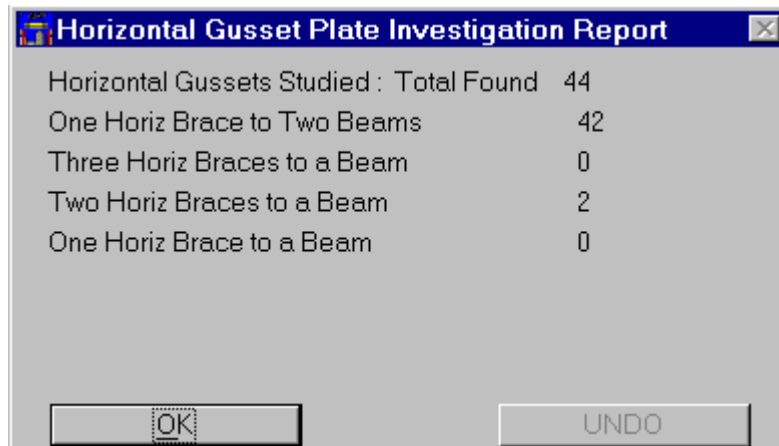 Horizontal Gusset Plate Investigation Report
Horizontal Gussets Studied : Total Found 44
One Horiz Brace to Two Beams 42
Three Horiz Braces to a Beam 0
Two Horiz Braces to a Beam 2
One Horiz Brace to a Beam 0
OK UNDO